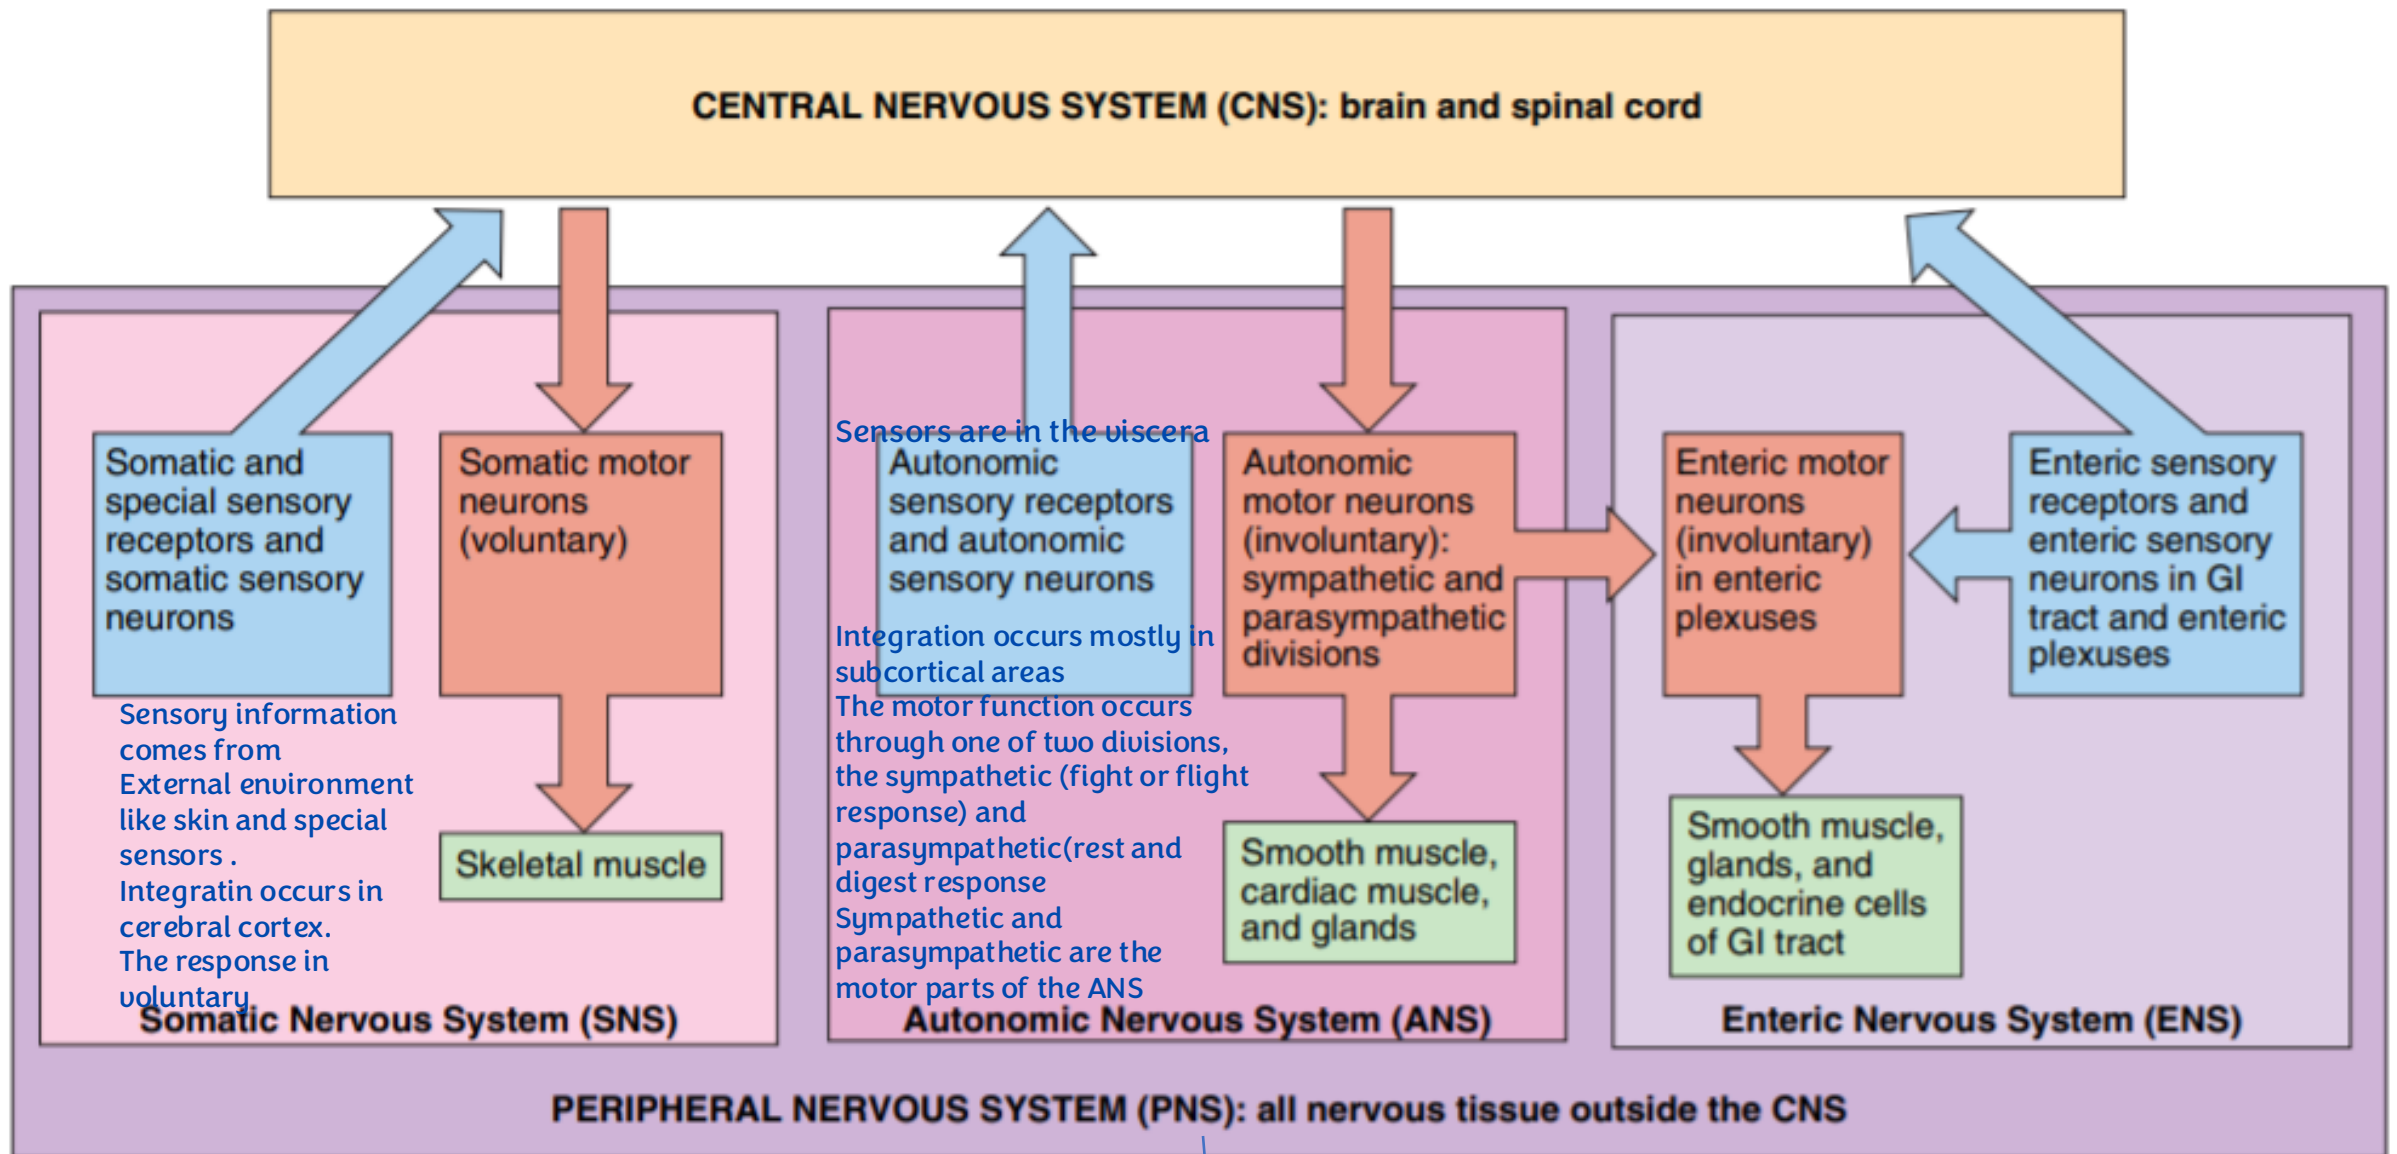 CENTRAL NERVOUS SYSTEM (CNS): brain and spinal cord
Somatic and
special sensory
receptors and
somatic sensory
neurons
Sensory information
comes from
External environment
like skin and special
sensors .
Integratin occurs in
cerebral cortex.
The response in
voluntary
Somatic motor
neurons
(voluntary)
Skeletal muscle
Somatic Nervous System (SNS)
Sensors are in the viscera
Autonomic
sensory receptors
and autonomic
sensory neurons
Integration occurs mostly in
subcortical areas
The motor function occurs
through one of two divisions,
the sympathetic (fight or flight
response) and
parasympathetic(rest and
digest response
Sympathetic and
parasympathetic are the
motor parts of the ANS
Autonomic
motor neurons
(involuntary):
sympathetic and
parasympathetic
divisions
Smooth muscle,
cardiac muscle,
and glands
Autonomic Nervous System (ANS)
Enteric motor
neurons
(involuntary)
in enteric
plexuses
Smooth muscle,
glands, and
endocrine cells
of GI tract
Enteric sensory
receptors and
enteric sensory
neurons in GI
tract and enteric
plexuses
Enteric Nervous System (ENS)
PERIPHERAL NERVOUS SYSTEM (PNS): all nervous tissue outside the CNS